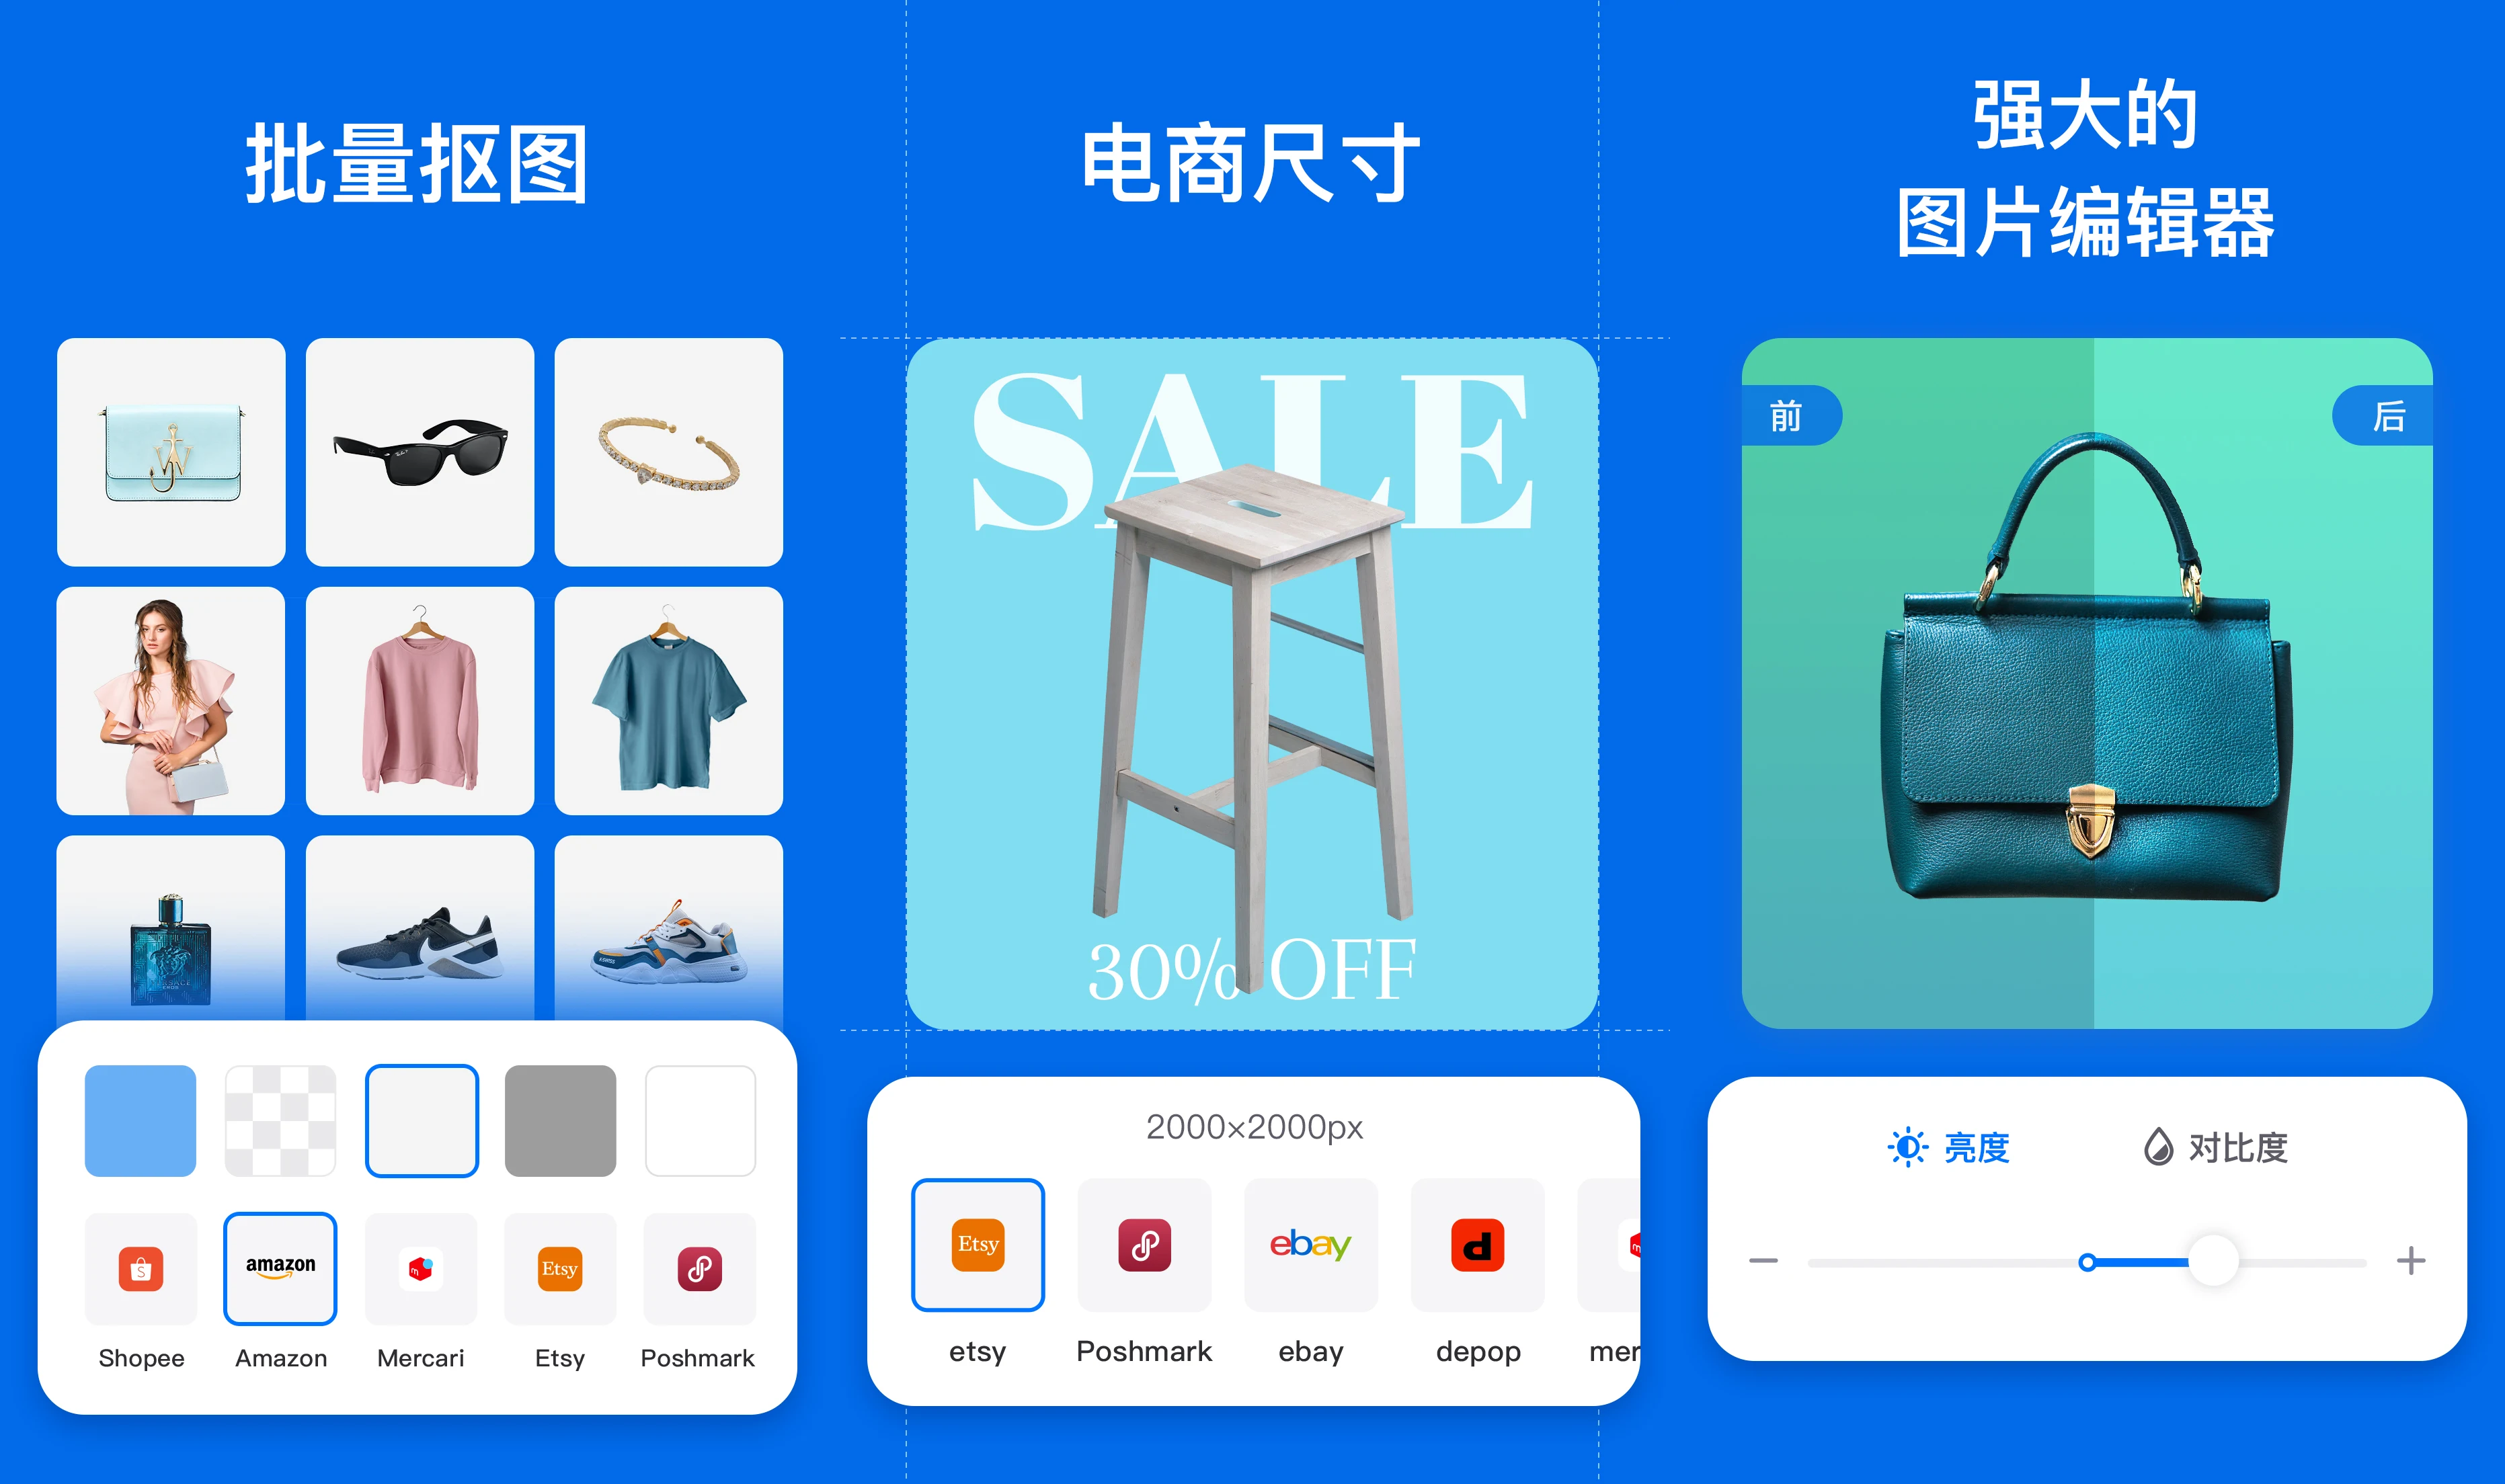 批量抠图
amazon
Etsy
Shopee
Amazon
Mercari
Etsy
Poshmark
电商尺寸
SALE
30% OFF
2000×2000px
Etsy
ebay
d
etsy
Poshmark
ebay
depop
mer
强大的
图片编辑器
前
后
亮度
对比度